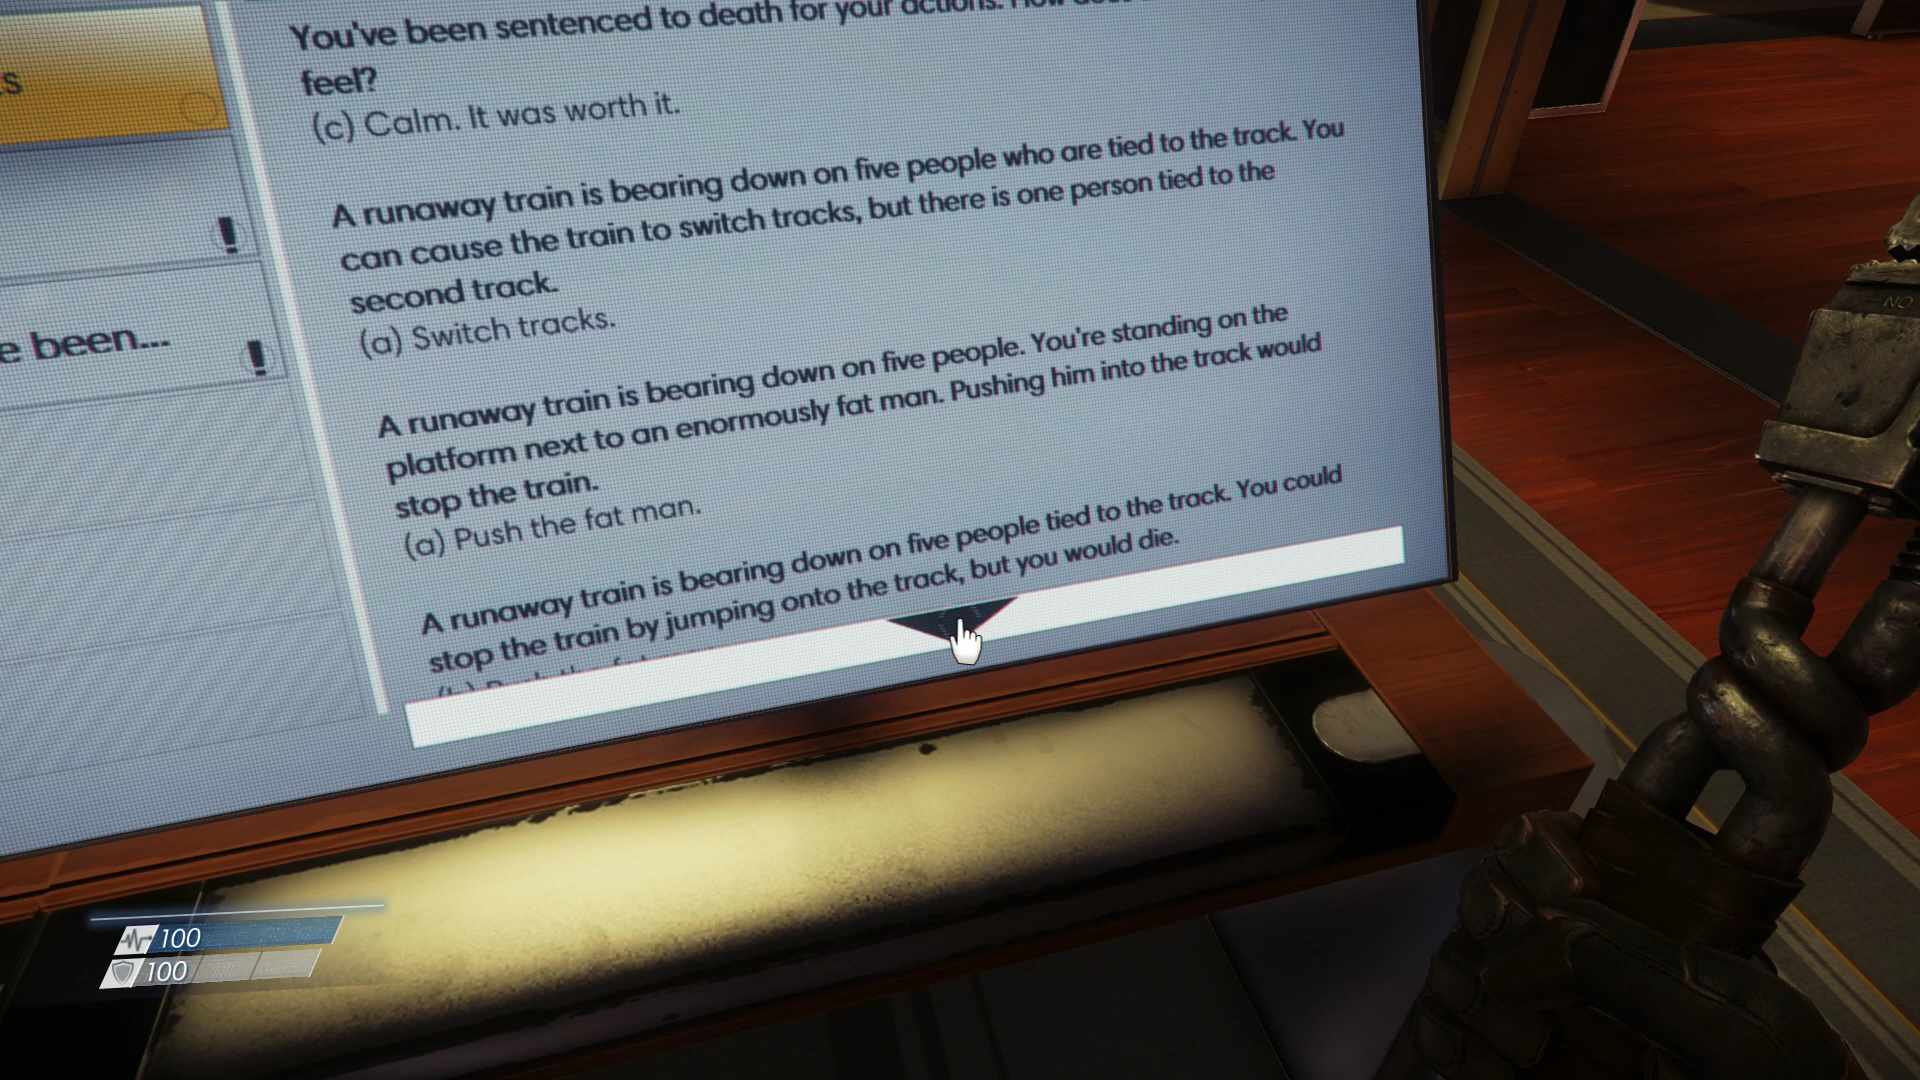 You've been sentenced to death for your actions. How does
feel?
(c) Calm. It was worth it.
A runaway train is bearing down on five people who are tied to the track. You
can cause the train to switch tracks, but there is one person tied to the
second track.
(a) Switch tracks.
A runaway train is bearing down on five people. You're standing on the
platform next to an enormously fat man. Pushing him into the track would
stop the train.
(a) Push the fat man.
A runaway train is bearing down on five people tied to the track. You could
stop the train by jumping onto the track, but you would die.
s
!
e been...
!
100
100
NO